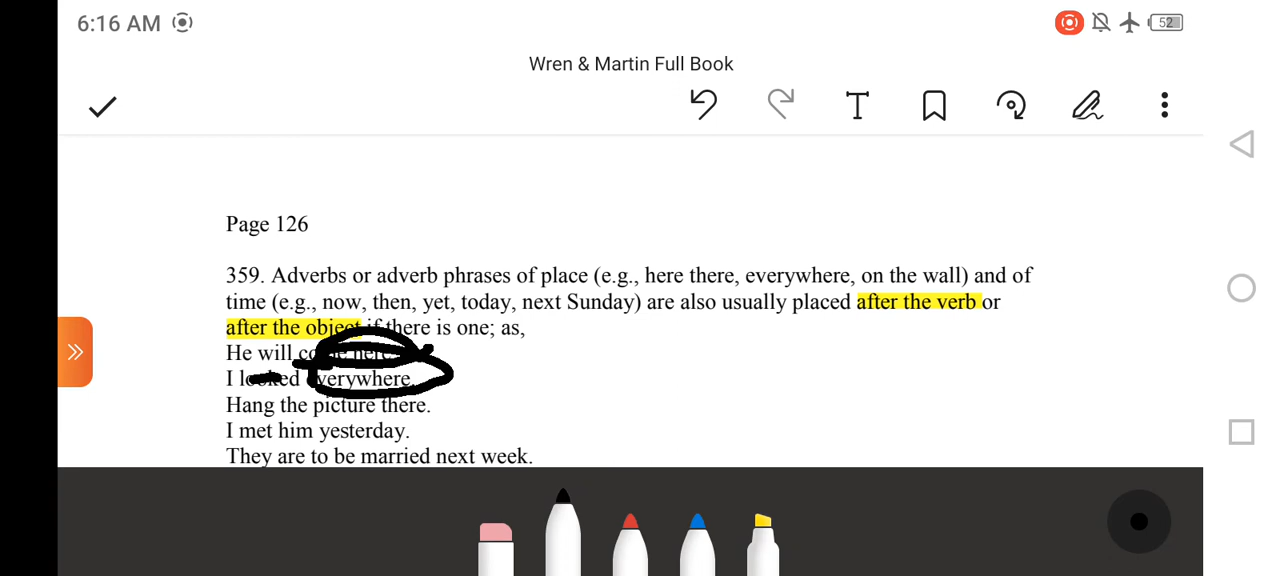 6:16 AM
52
Wren & Martin Full Book
T
Page 126
359. Adverbs or adverb phrases of place (e.g., here there, everywhere, on the wall) and of
time (e.g., now, then, yet, today, next Sunday) are also usually placed after the verb or
after the object if there is one; as,
He will come here.
I looked everywhere.
Hang the picture there.
I met him yesterday.
They are to be married next week.